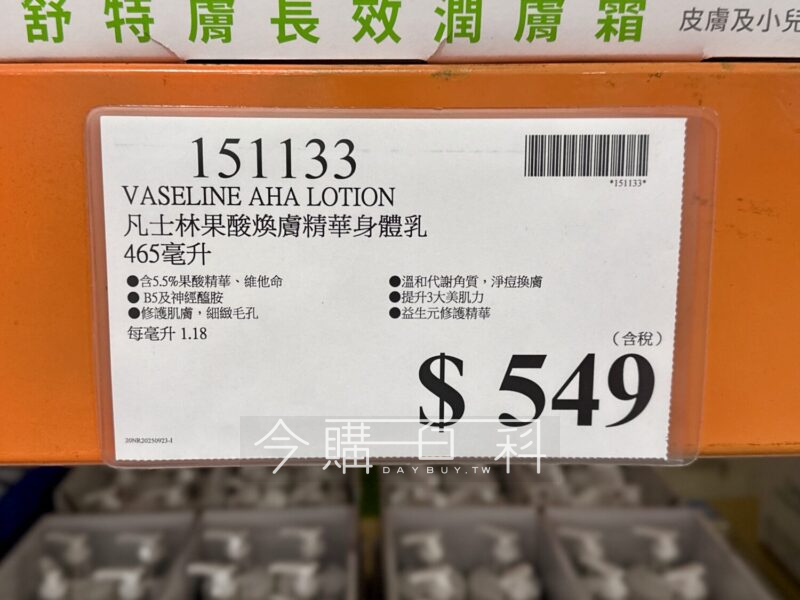 舒特膚長效潤膚霜
皮膚及小兒
151133
*151133*
VASELINE AHA LOTION
凡士林果酸煥膚精華身體乳
465毫升
●含5.5%果酸精華、維他命
●B5及神經醯胺
●修護肌膚，細緻毛孔
●溫和代謝角質，淨痘換膚
●提升3大美肌力
●益生元修護精華
每毫升 1.18
（含稅）
$ 549
20NR20250923-1
今購百科
DAYBUY.TW